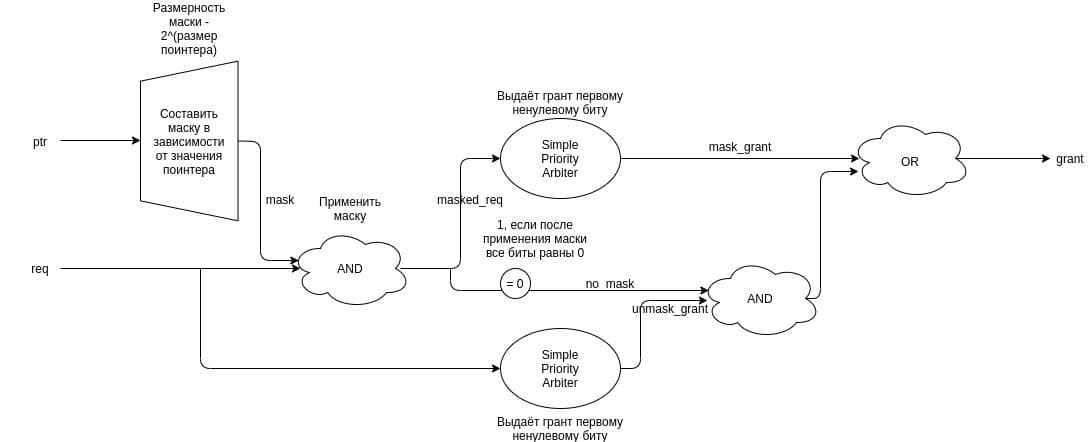 Размерность
маски -
2^(размер
поинтера)
ptr
Составить
маску в
зависимости
от значения
поинтера
mask
req
Применить
маску
AND
masked_req
Выдаёт грант первому
ненулевому биту
Simple
Priority
Arbiter
mask_grant
OR
grant
1, если после
применения маски
все биты равны 0
= 0
no_mask
unmask_grant
AND
Simple
Priority
Arbiter
Выдаёт грант первому
ненулевому биту